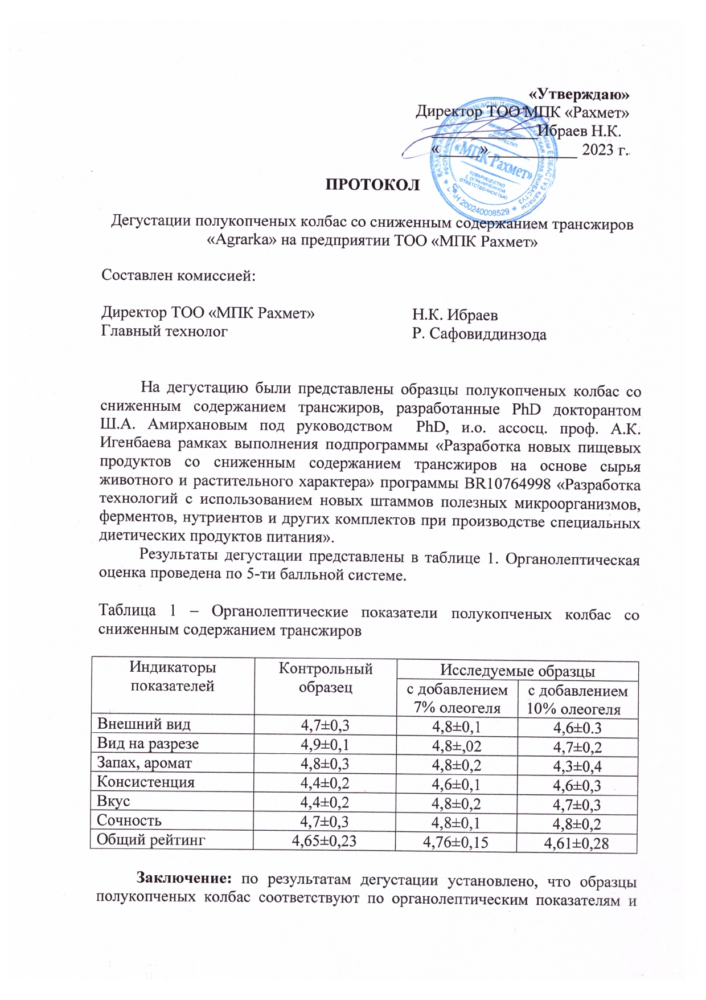 «Утверждаю»
Директор ТОО МПК «Рахмет»
_____________Ибраев Н.К.
«_____»___________ 2023 г.
«МПК Рахмет»
ТОВАРИЩЕСТВО
С ОГРАНИЧЕННОЙ
ОТВЕТСТВЕННОСТЬЮ
200240008529
ПРОТОКОЛ
Дегустации полукопченых колбас со сниженным содержанием трансжиров
«Agrarka» на предприятии ТОО «МПК Рахмет»
Составлен комиссией:
Директор ТОО «МПК Рахмет» Н.К. Ибраев
Главный технолог Р. Сафовиддинзода
На дегустацию были представлены образцы полукопченых колбас со
сниженным содержанием трансжиров, разработанные PhD докторантом
Ш.А. Амирхановым под руководством PhD, и.о. ассосц. проф. А.К.
Игенбаева рамках выполнения подпрограммы «Разработка новых пищевых
продуктов со сниженным содержанием трансжиров на основе сырья
животного и растительного характера» программы BR10764998 «Разработка
технологий с использованием новых штаммов полезных микроорганизмов,
ферментов, нутриентов и других комплектов при производстве специальных
диетических продуктов питания».
Результаты дегустации представлены в таблице 1. Органолептическая
оценка проведена по 5-ти балльной системе.
Таблица 1 – Органолептические показатели полукопченых колбас со
сниженным содержанием трансжиров
Индикаторы показателей Контрольный образец Исследуемые образцы
с добавлением 7% олеогеля с добавлением 10% олеогеля
Внешний вид 4,7±0,3 4,8±0,1 4,6±0.3
Вид на разрезе 4,9±0,1 4,8±,02 4,7±0,2
Запах, аромат 4,8±0,3 4,8±0,2 4,3±0,4
Консистенция 4,4±0,2 4,6±0,1 4,6±0,3
Вкус 4,4±0,2 4,8±0,2 4,7±0,3
Сочность 4,7±0,3 4,8±0,1 4,8±0,2
Общий рейтинг 4,65±0,23 4,76±0,15 4,61±0,28
Заключение: по результатам дегустации установлено, что образцы
полукопченых колбас соответствуют по органолептическим показателям и